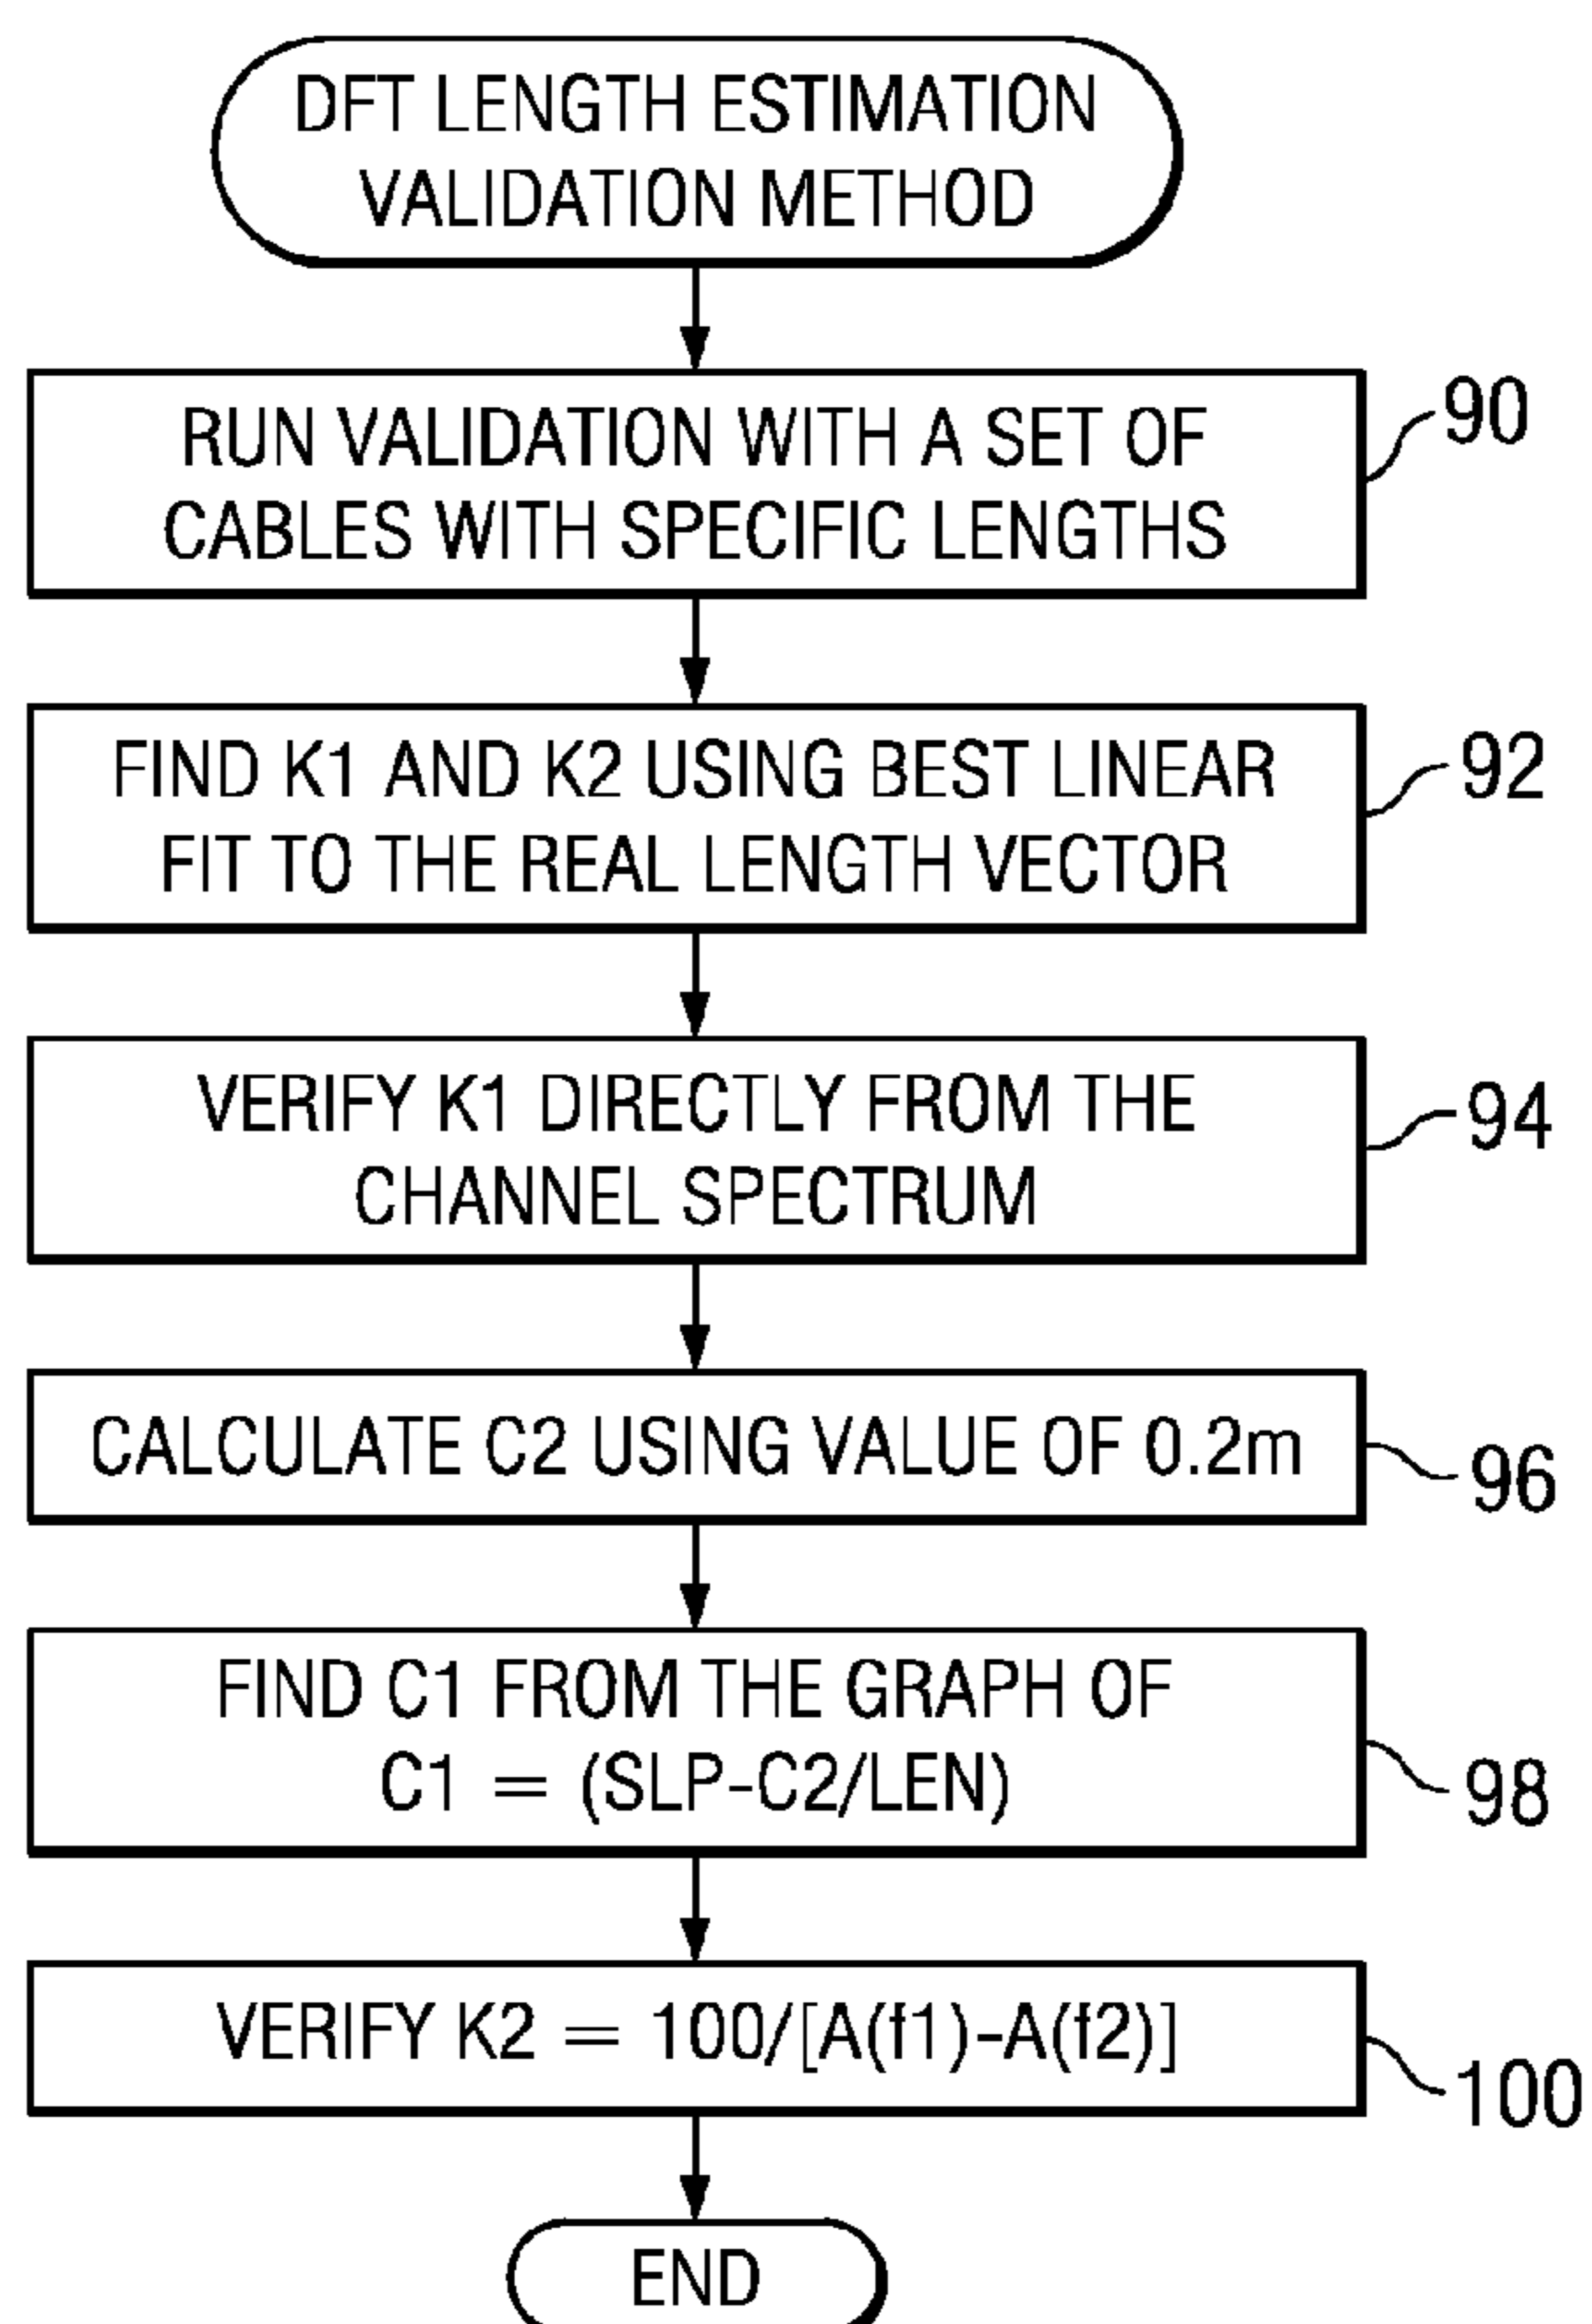 DFT LENGTH ESTIMATION
VALIDATION METHOD
RUN VALIDATION WITH A SET OF
CABLES WITH SPECIFIC LENGTHS
90
FIND K1 AND K2 USING BEST LINEAR
FIT TO THE REAL LENGTH VECTOR
92
VERIFY K1 DIRECTLY FROM THE
CHANNEL SPECTRUM
94
CALCULATE C2 USING VALUE OF 0.2m
96
FIND C1 FROM THE GRAPH OF
C1 = (SLP-C2/LEN)
98
VERIFY K2 = 100/[A(f1)-A(f2)]
100
END